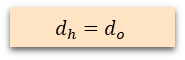 d_h = d_o